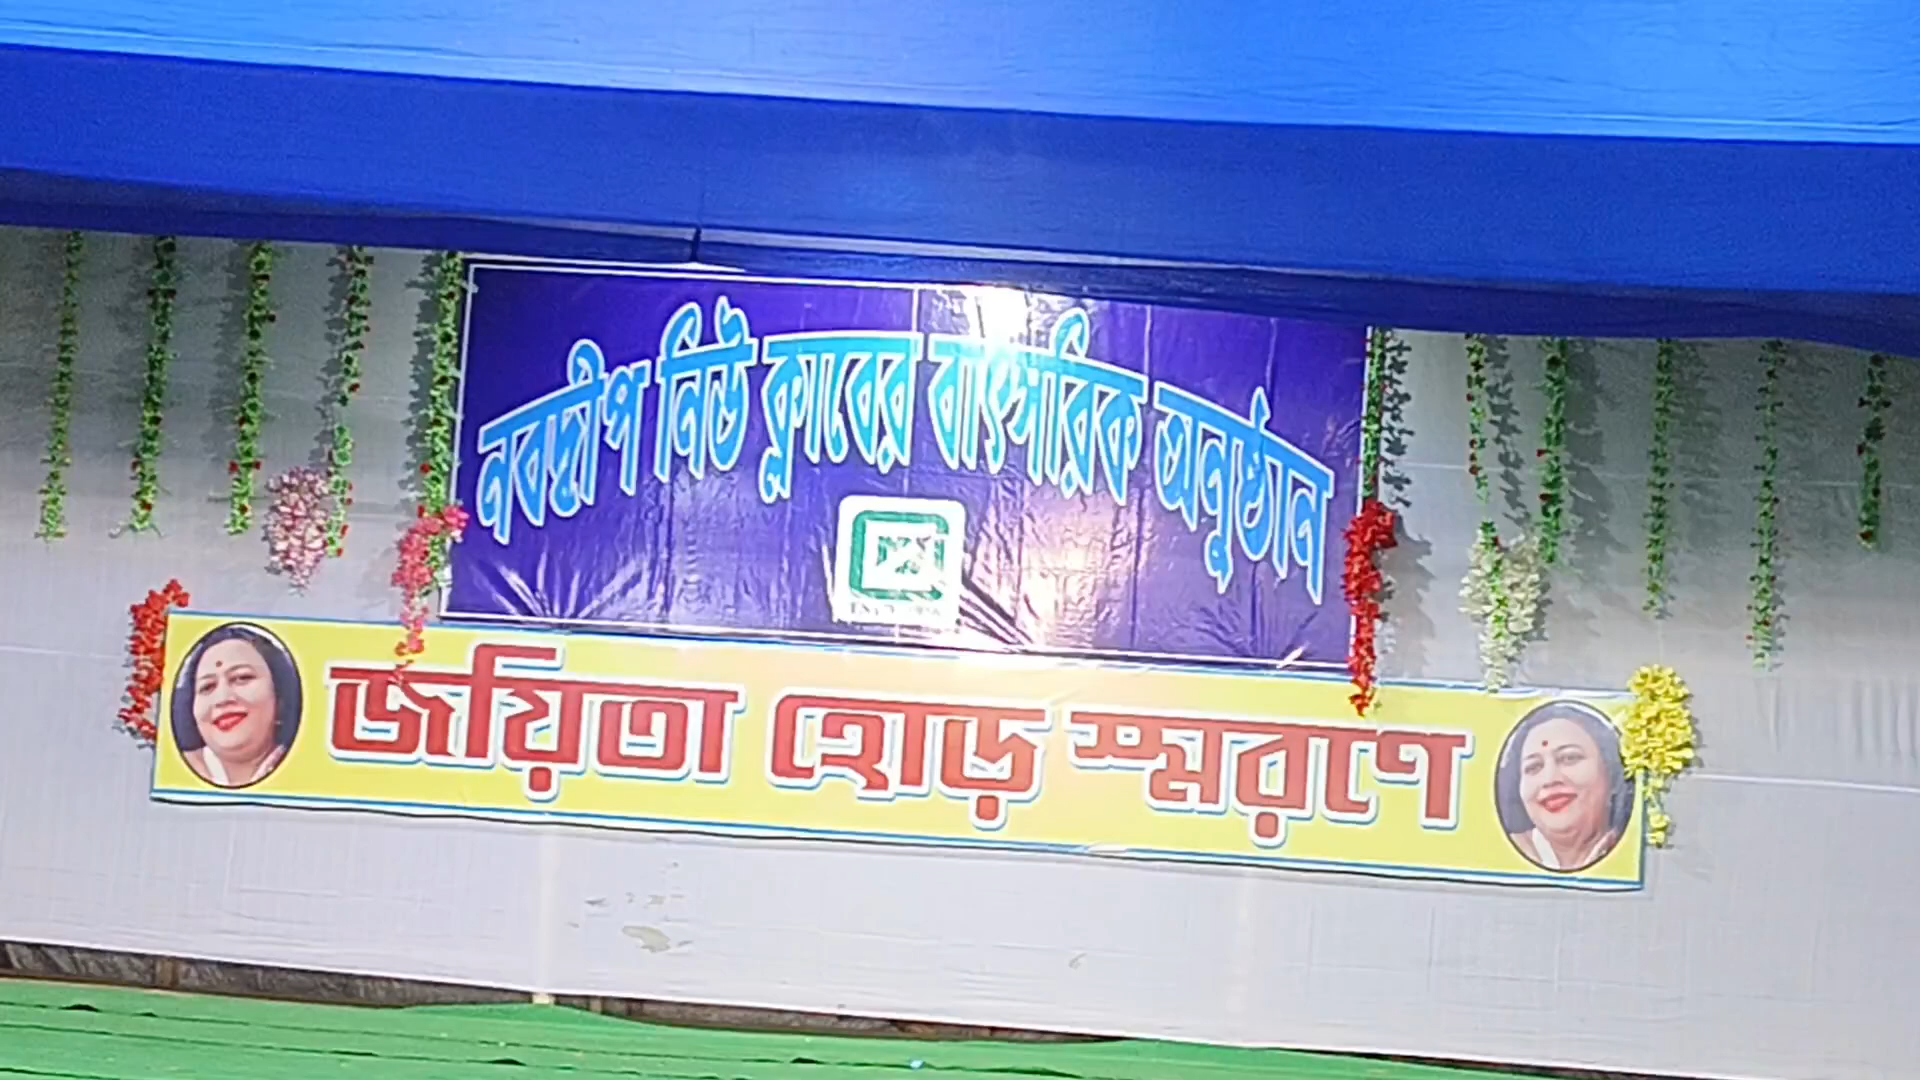 নবদ্বীপ নিউ ক্লাবের বাৎসরিক অনুষ্ঠান
জয়িতা হোড় স্মরণে